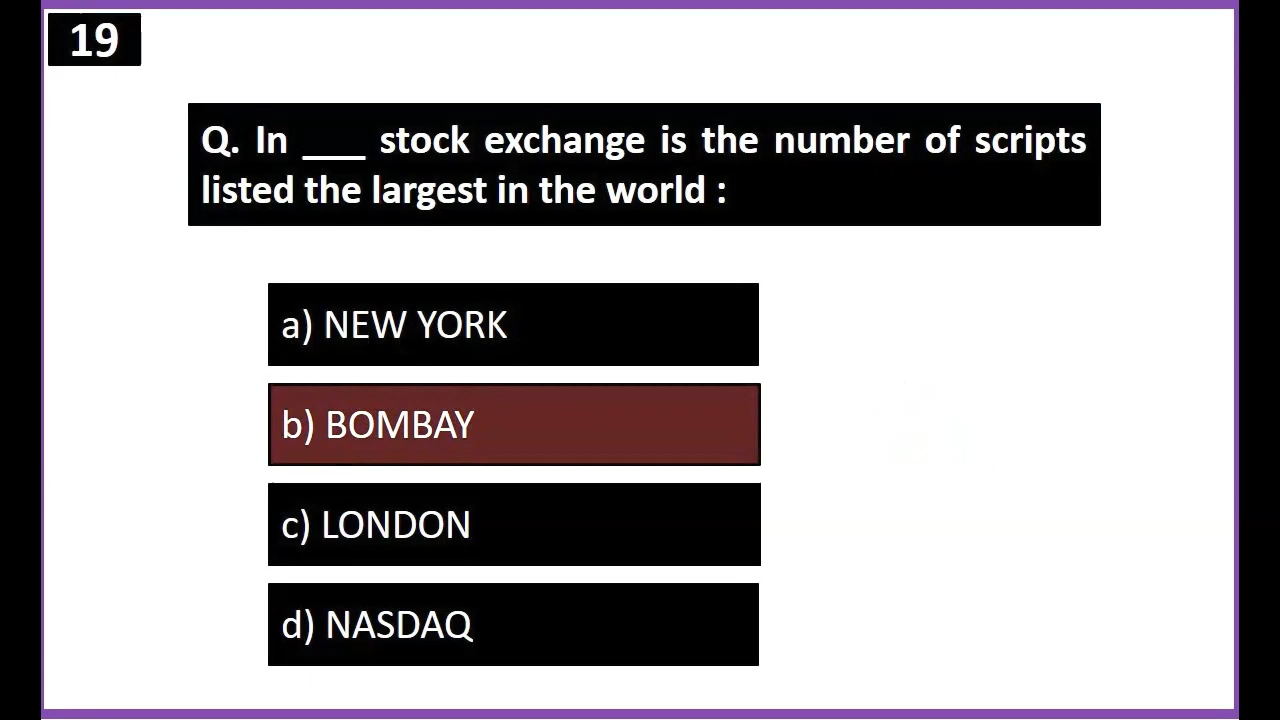 19
Q. In ___ stock exchange is the number of scripts
listed the largest in the world :
a) NEW YORK
b) BOMBAY
c) LONDON
d) NASDAQ